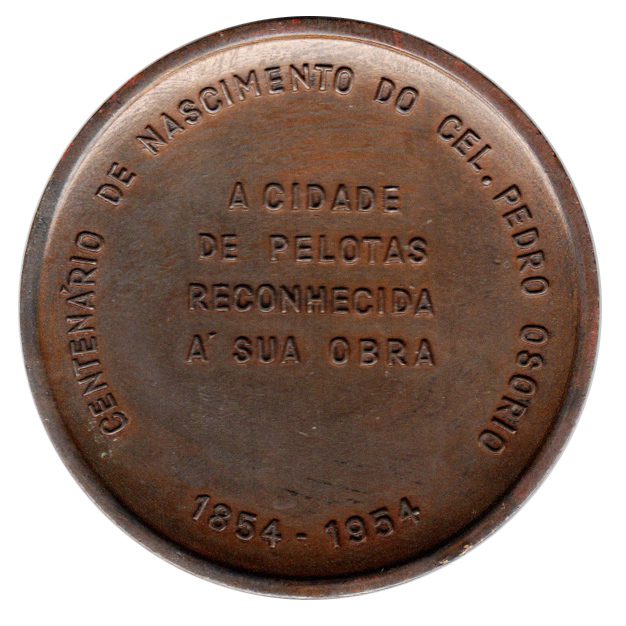 CENTENÁRIO DE NASCIMENTO DO CEL. PEDRO OSORIO
A CIDADE
DE PELOTAS
RECONHECIDA
A´ SUA OBRA
1854 - 1954